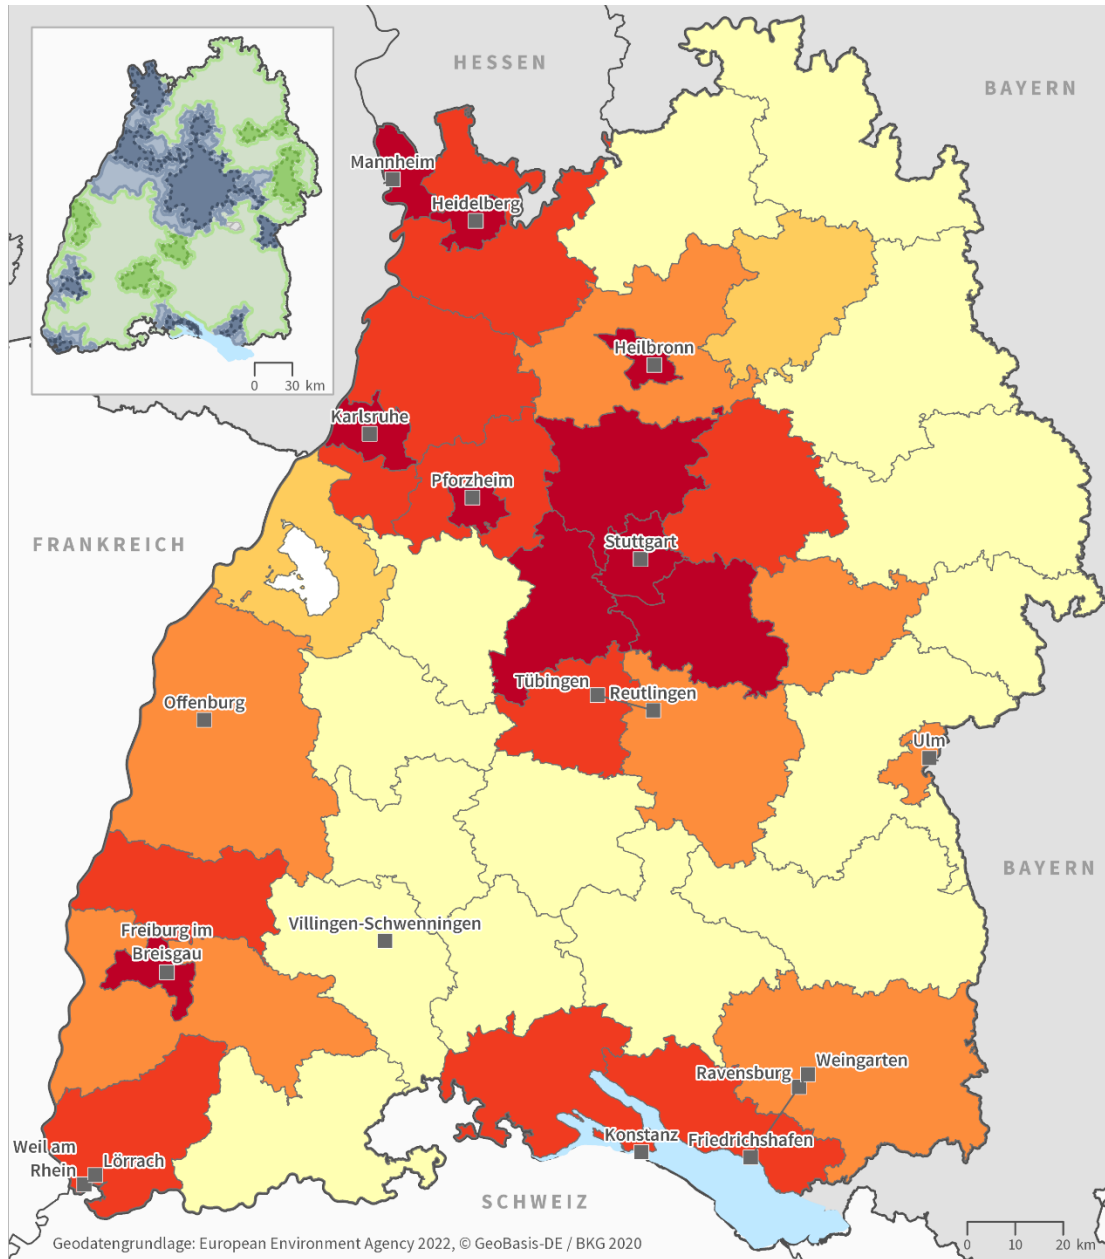 HESSEN
BAYERN
Mannheim
Heidelberg
Heilbronn
0 30 km
Karlsruhe
Pforzheim
FRANKREICH
Stuttgart
Tübingen
Reutlingen
Offenburg
Ulm
BAYERN
Villingen-Schwenningen
Freiburg im
Breisgau
Weingarten
Ravensburg
Konstanz
Friedrichshafen
Weil am
Rhein
Lörrach
SCHWEIZ
Geodatengrundlage: European Environment Agency 2022, © GeoBasis-DE / BKG 2020
0 10 20 km